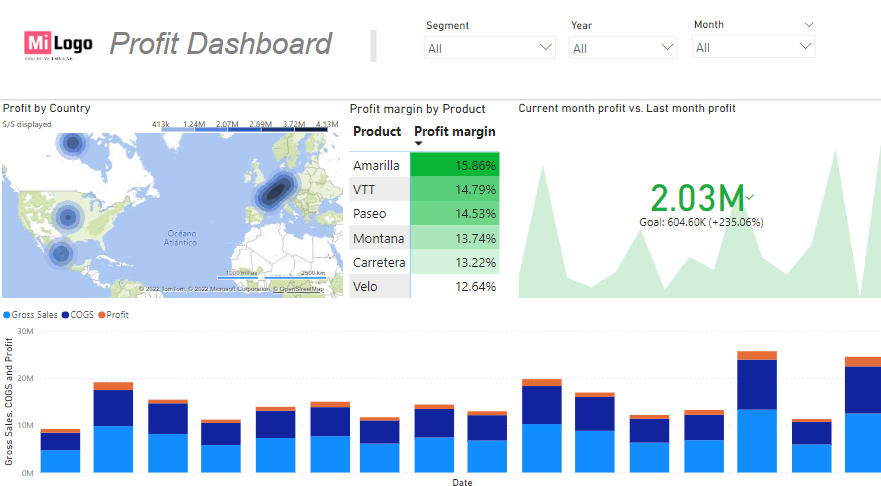 Mi Logo
Profit Dashboard
Segment
All
Year
All
Month
All
Profit by Country
5/5 displayed
413k 1.24M 2.07M 2.89M 3.72M 4.13M
Océano
Atlántico
2500 km
© 2022 TomTom, © 2022 Microsoft Corporation, © OpenStreetMap
Profit margin by Product
Product Profit margin
Amarilla 15.86%
VTT 14.79%
Paseo 14.53%
Montana 13.74%
Carretera 13.22%
Velo 12.64%
Current month profit vs. Last month profit
2.03M
Goal: 604.60K (+235.06%)
Gross Sales COGS Profit
Gross Sales, COGS and Profit
30M
20M
10M
0M
Date